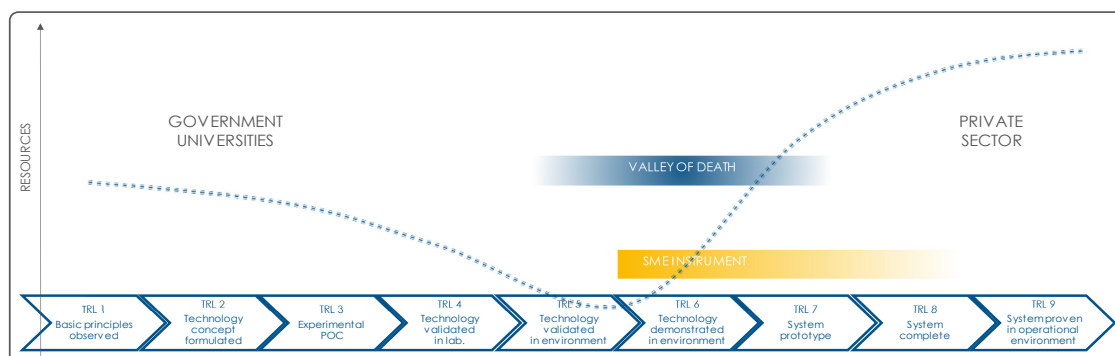 RESOURCES
GOVERNMENT
UNIVERSITIES
PRIVATE
SECTOR
VALLEY OF DEATH
SME INSTRUMENT
TRL 1
Basic principles
observed
TRL 2
Technology
concept
formulated
TRL 3
Experimental
POC
TRL 4
Technology
validated
in lab.
TRL 5
Technology
validated
in environment
TRL 6
Technology
demonstrated
in environment
TRL 7
System
prototype
TRL 8
System
complete
TRL 9
System proven
in operational
environment